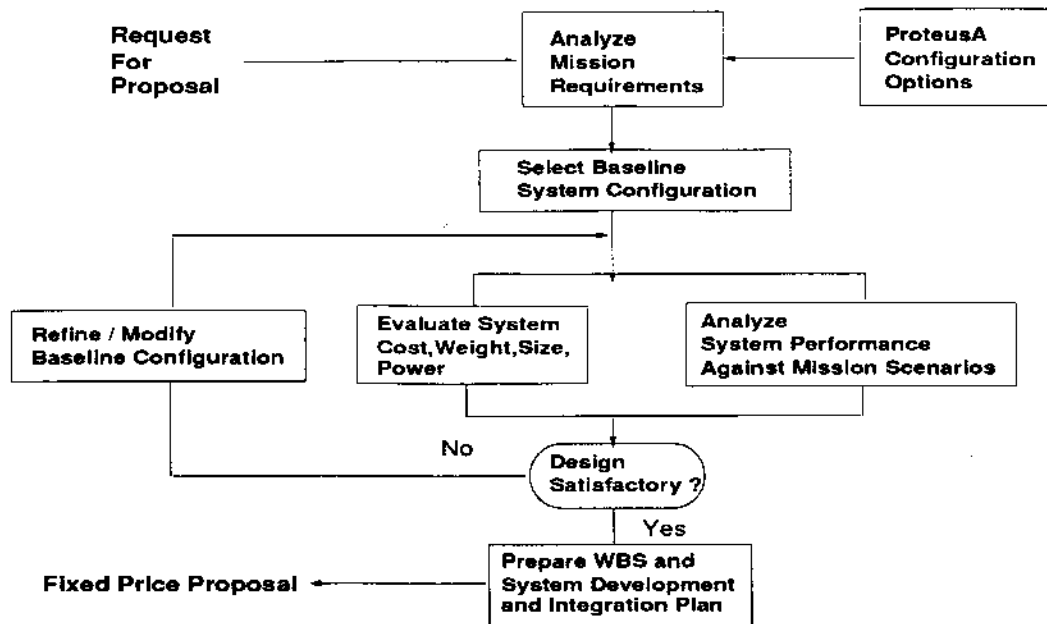 Request
For
Proposal
Analyze
Mission
Requirements
ProteusA
Configuration
Options
Select Baseline
System Configuration
Refine / Modify
Baseline Configuration
Evaluate System
Cost,Weight,Size,
Power
Analyze
System Performance
Against Mission Scenarios
No
Design
Satisfactory ?
Yes
Prepare WBS and
System Development
and Integration Plan
Fixed Price Proposal